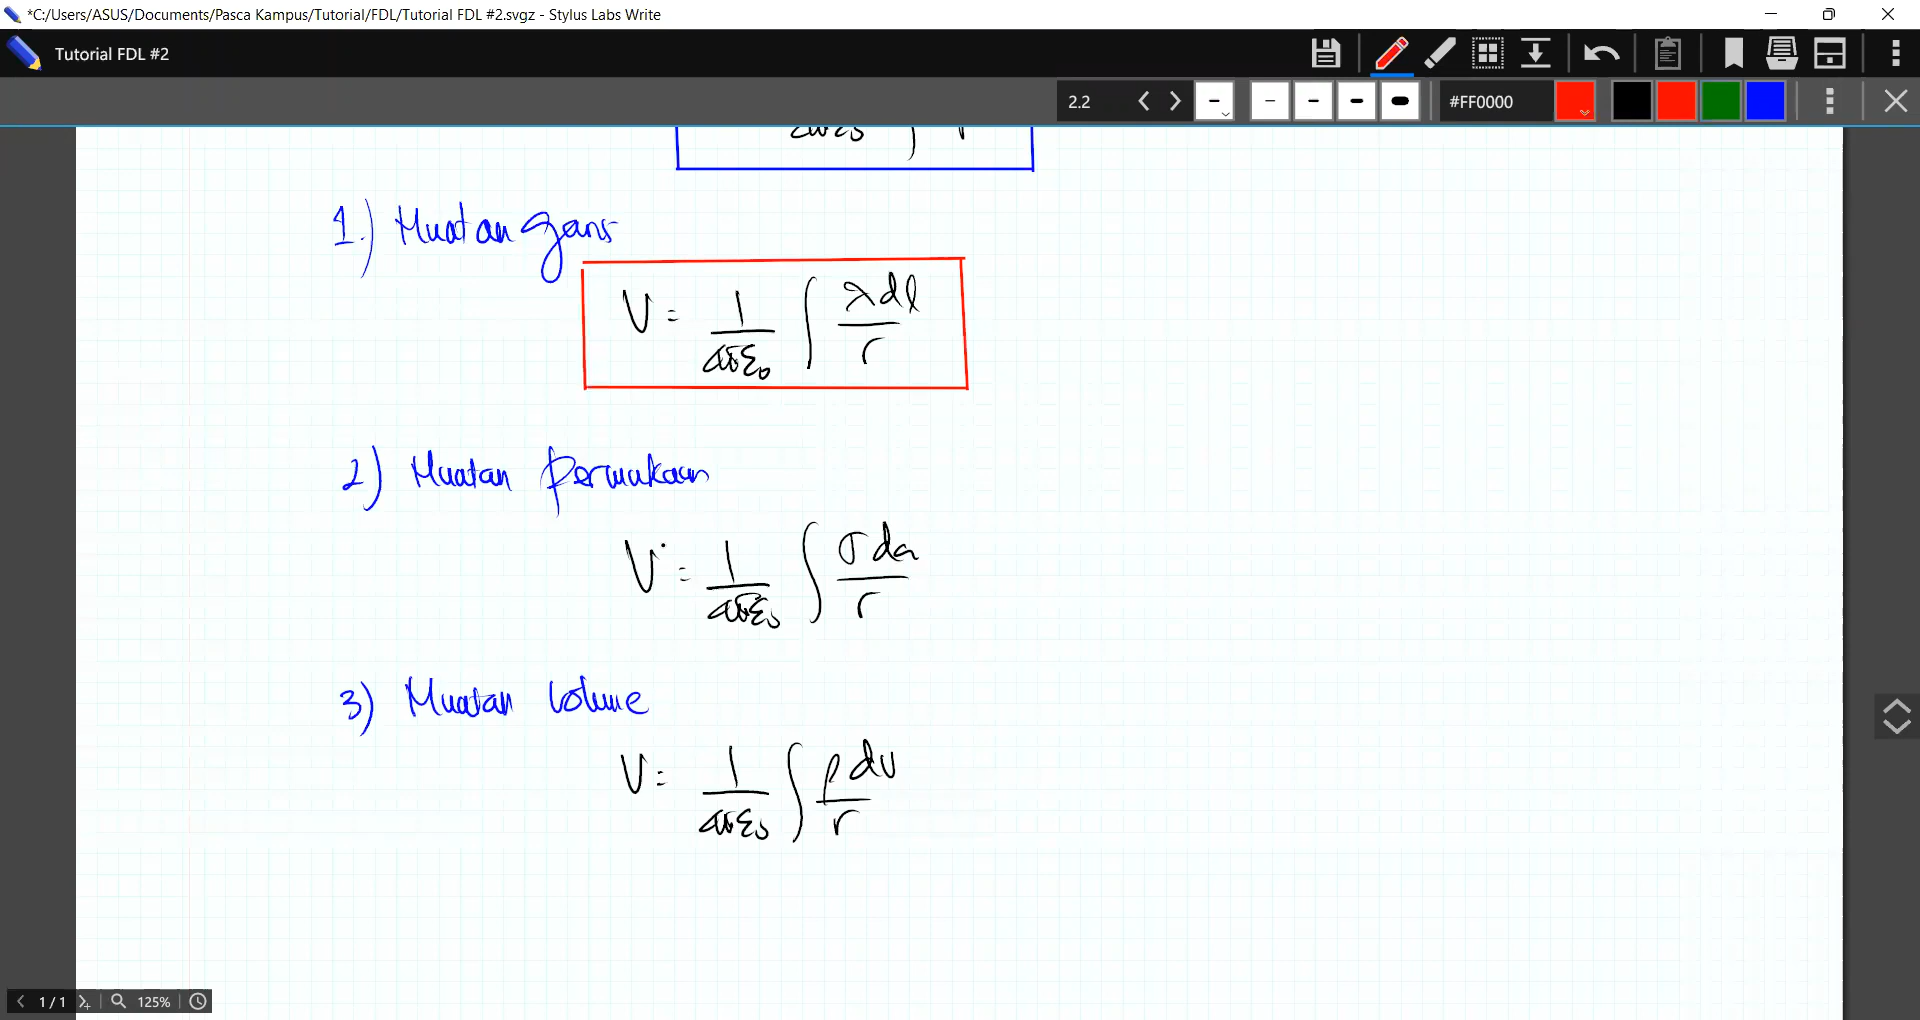 *C:/Users/ASUS/Documents/Pasca Kampus/Tutorial/FDL/Tutorial FDL #2.svgz - Stylus Labs Write
Tutorial FDL #2
2.2
#FF0000
1.) Muatan garis
V = 1/4πε₀ ∫ λdl/r
2) Muatan permukaan
V = 1/4πε₀ ∫ σda/r
3) Muatan Volume
V = 1/4πε₀ ∫ ρdv/r
1/1
125%